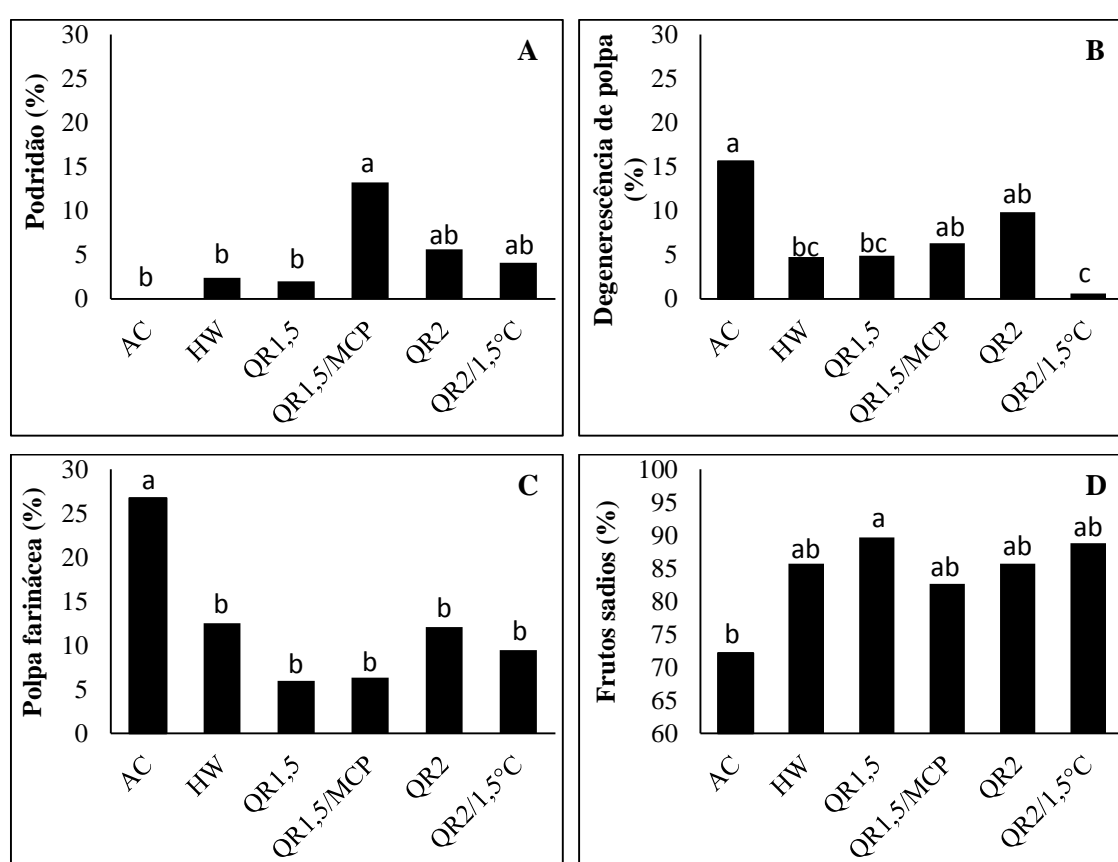 A
Podridão (%)
30
25
20
15
10
5
0
b
b
b
a
ab
ab
AC
HW
QR1,5
QR1,5/MCP
QR2
QR2/1,5°C
B
Degenerescência de polpa
(%)
30
25
20
15
10
5
0
a
bc
bc
ab
ab
c
AC
HW
QR1,5
QR1,5/MCP
QR2
QR2/1,5°C
C
Polpa farinácea (%)
30
25
20
15
10
5
0
a
b
b
b
b
b
AC
HW
QR1,5
QR1,5/MCP
QR2
QR2/1,5°C
D
Frutos sadios (%)
100
95
90
85
80
75
70
65
60
b
ab
a
ab
ab
ab
AC
HW
QR1,5
QR1,5/MCP
QR2
QR2/1,5°C